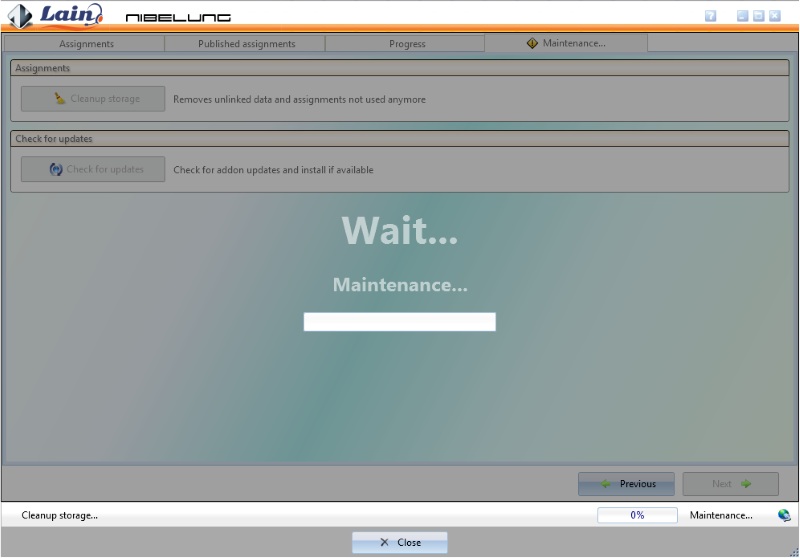 Lain
NIBELUNG
?
Assignments
Published assignments
Progress
Maintenance...
Assignments
Cleanup storage
Removes unlinked data and assignments not used anymore
Check for updates
Check for updates
Check for addon updates and install if available
Wait...
Maintenance...
Previous
Next
Cleanup storage...
0%
Maintenance...
Close